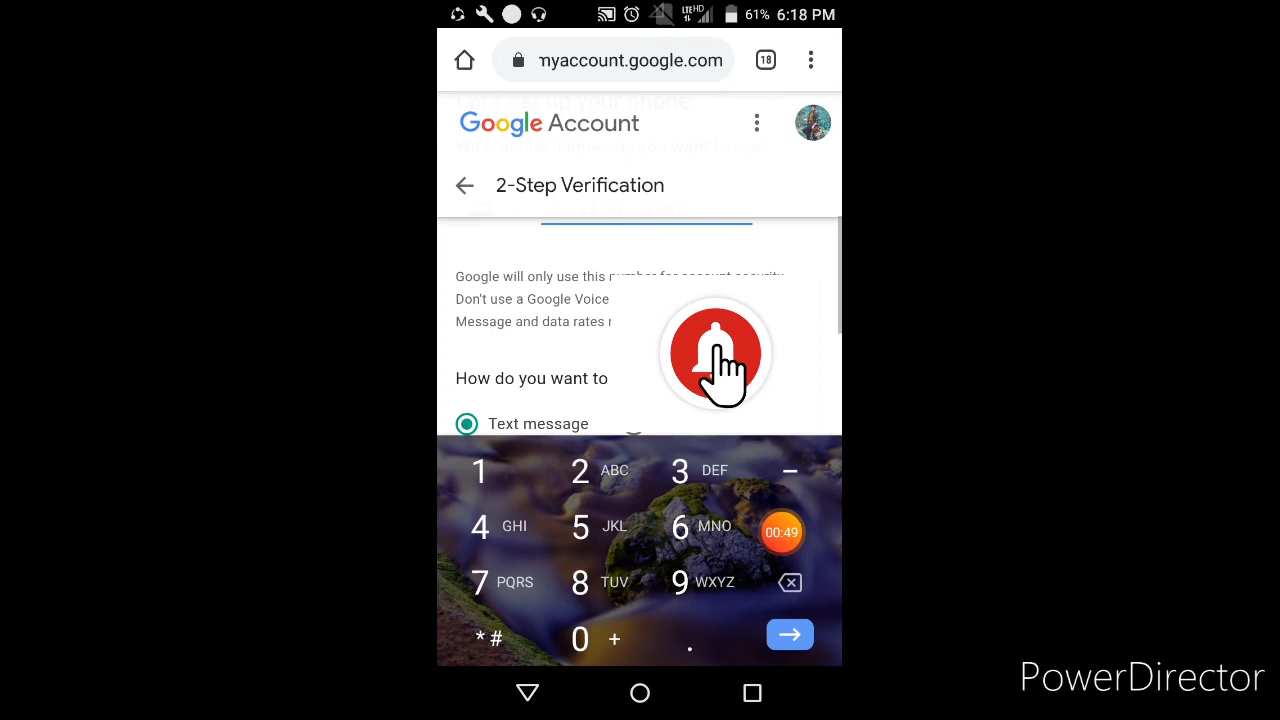 LTE HD 61% 6:18 PM
myaccount.google.com 18
Google Account
2-Step Verification
Google will only use this number for account security.
Don't use a Google Voice
Message and data rates
How do you want to
Text message
1 2 ABC 3 DEF –
4 GHI 5 JKL 6 MNO 00:49
7 PQRS 8 TUV 9 WXYZ
* # 0 + .
PowerDirector